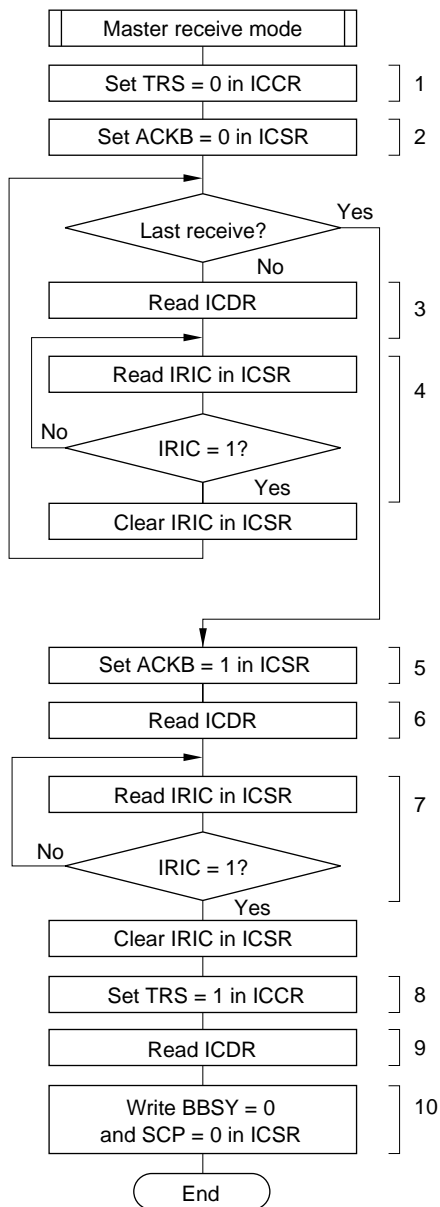 Master receive mode
Set TRS = 0 in ICCR
1
Set ACKB = 0 in ICSR
2
Last receive?
Yes
No
Read ICDR
3
Read IRIC in ICSR
4
No
IRIC = 1?
Yes
Clear IRIC in ICSR
Set ACKB = 1 in ICSR
5
Read ICDR
6
Read IRIC in ICSR
7
No
IRIC = 1?
Yes
Clear IRIC in ICSR
Set TRS = 1 in ICCR
8
Read ICDR
9
Write BBSY = 0
and SCP = 0 in ICSR
10
End